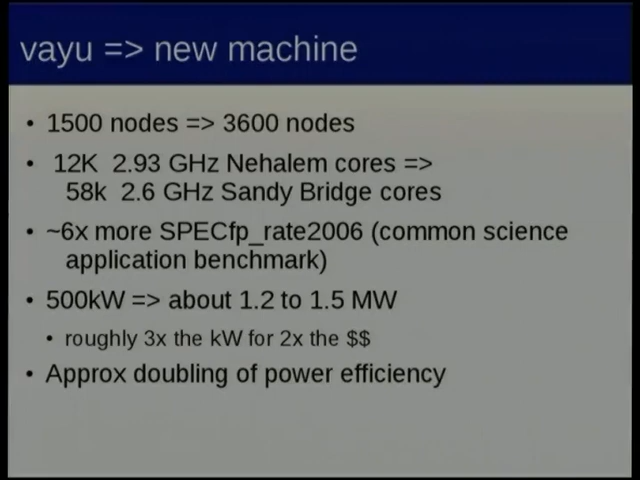 vayu => new machine
• 1500 nodes => 3600 nodes
• 12K 2.93 GHz Nehalem cores =>
58k 2.6 GHz Sandy Bridge cores
• ~6x more SPECfp_rate2006 (common science
application benchmark)
• 500kW => about 1.2 to 1.5 MW
• roughly 3x the kW for 2x the $$
• Approx doubling of power efficiency